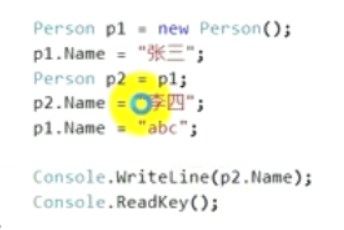 Person p1 = new Person();
p1.Name = "张三";
Person p2 = p1;
p2.Name = 李四";
p1.Name = "abc";
Console.WriteLine(p2.Name);
Console.ReadKey();